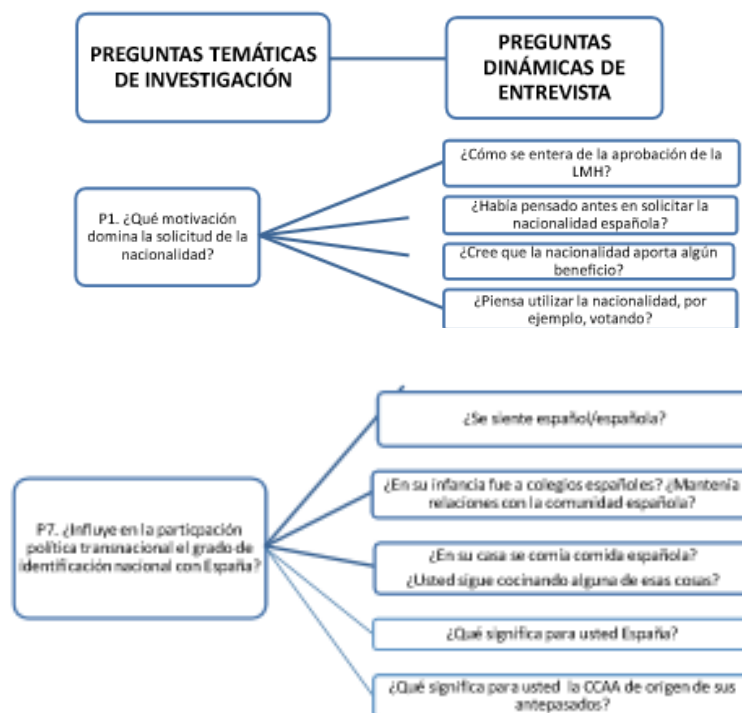 PREGUNTAS TEMÁTICAS
DE INVESTIGACIÓN
PREGUNTAS
DINÁMICAS DE
ENTREVISTA
P1. ¿Qué motivación
domina la solicitud de la
nacionalidad?
¿Cómo se entera de la aprobación de la
LMH?
¿Había pensado antes en solicitar la
nacionalidad española?
¿Cree que la nacionalidad aporta algún
beneficio?
¿Piensa utilizar la nacionalidad, por
ejemplo, votando?
P7. ¿Influye en la particpación
política transnacional el grado de
identificación nacional con España?
¿Se siente español/española?
¿En su infancia fue a colegios españoles? ¿Mantenía
relaciones con la comunidad española?
¿En su casa se comía comida española?
¿Usted sigue cocinando alguna de esas cosas?
¿Qué significa para usted España?
¿Qué significa para usted la CCAA de origen de sus
antepasados?